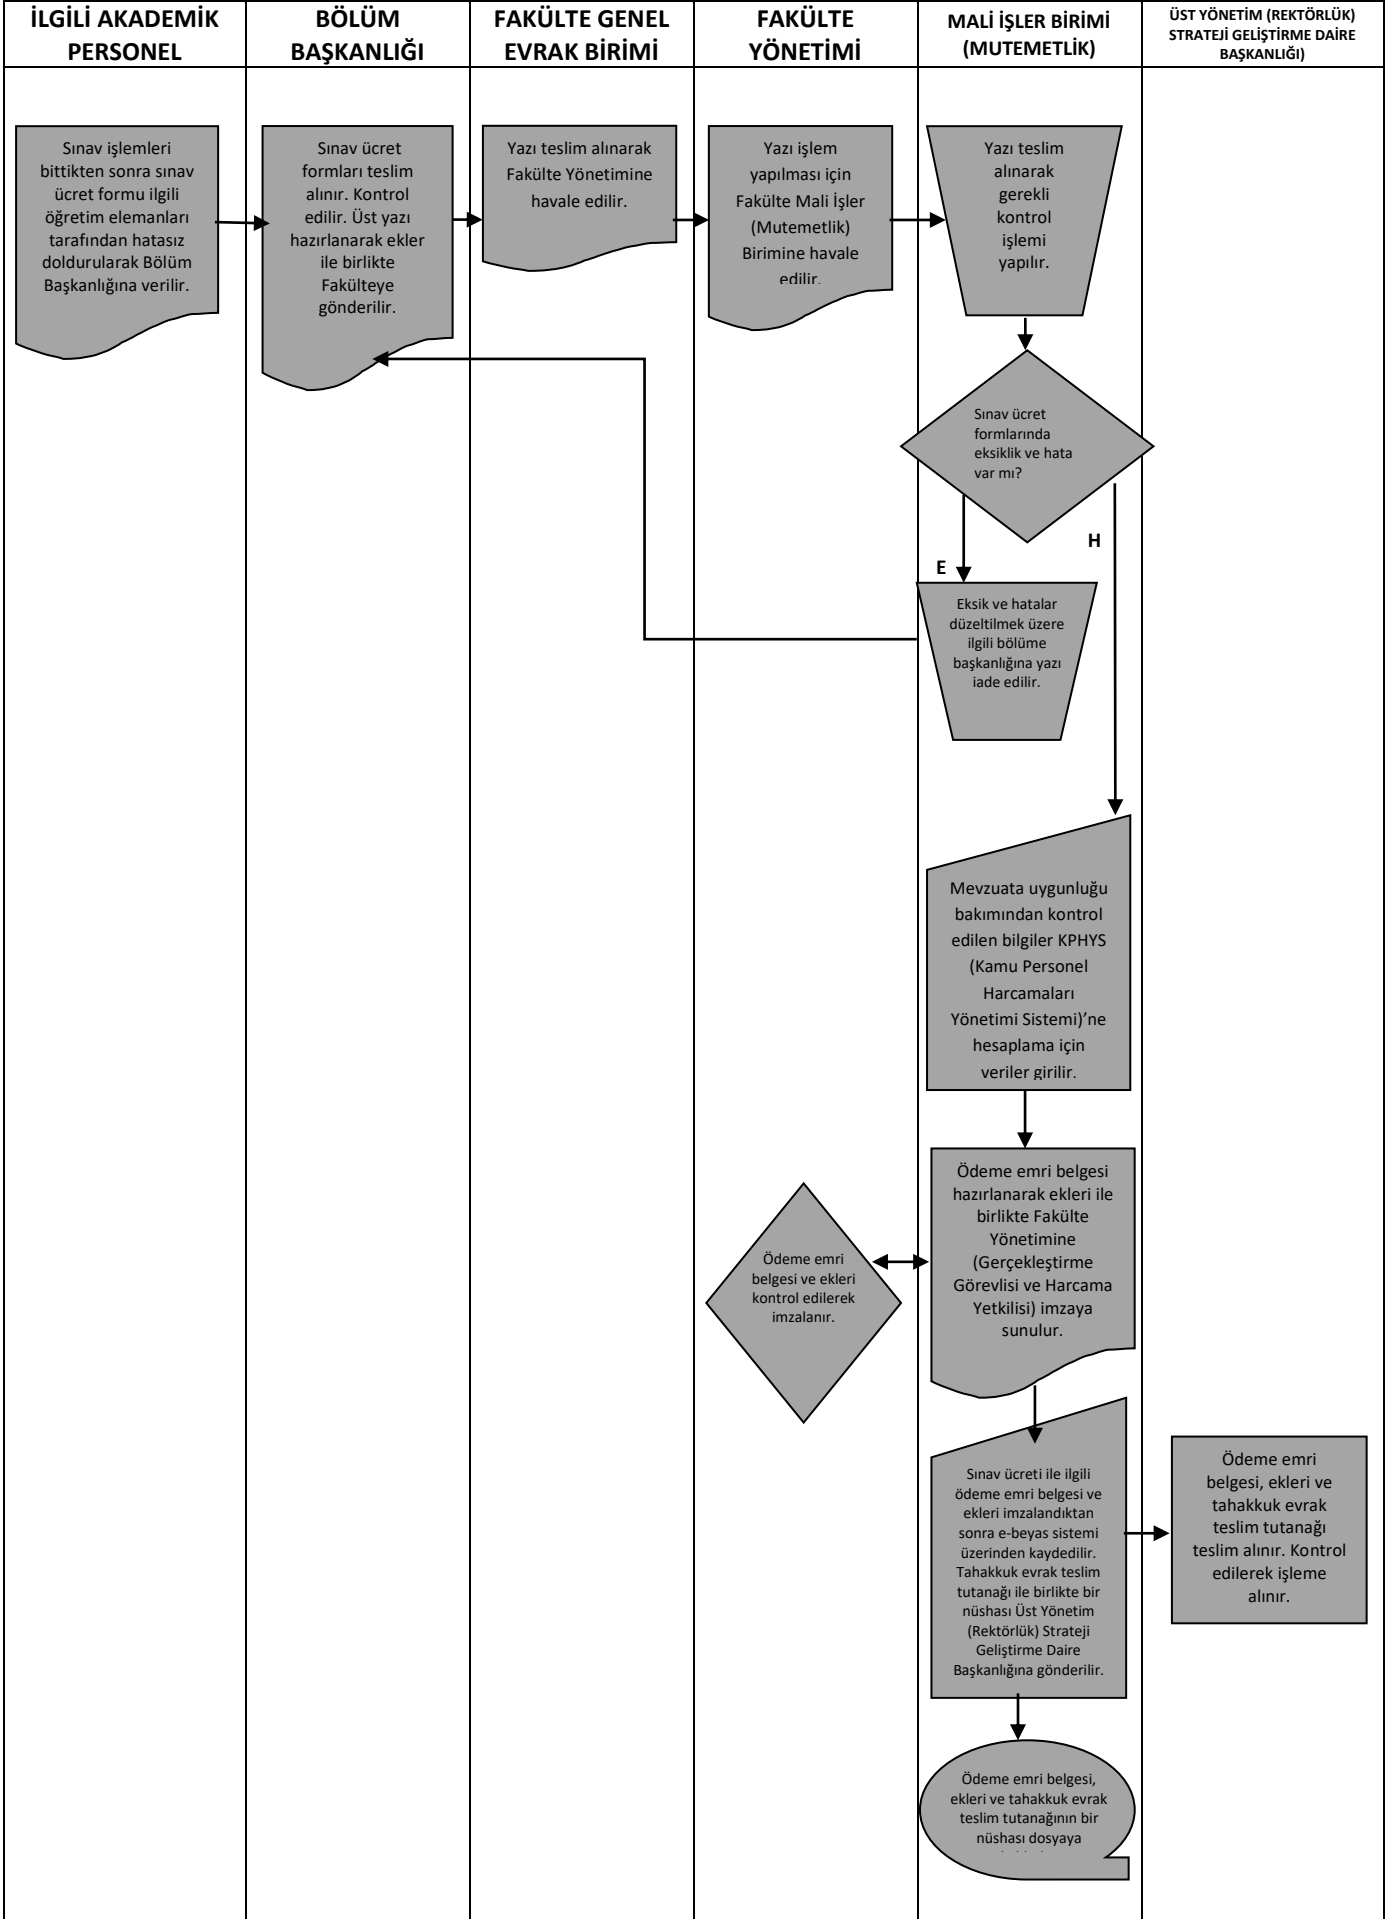 İLGİLİ AKADEMİK
PERSONEL
BÖLÜM
BAŞKANLIĞI
FAKÜLTE GENEL
EVRAK BİRİMİ
FAKÜLTE
YÖNETİMİ
MALİ İŞLER BİRİMİ
(MUTEMETLİK)
ÜST YÖNETİM (REKTÖRLÜK)
STRATEJİ GELİŞTİRME DAİRE
BAŞKANLIĞI)
Sınav işlemleri
bittikten sonra sınav
ücret formu ilgili
öğretim elemanları
tarafından hatasız
doldurularak Bölüm
Başkanlığına verilir.
Sınav ücret
formları teslim
alınır. Kontrol
edilir. Üst yazı
hazırlanarak ekler
ile birlikte
Fakülteye
gönderilir.
Yazı teslim alınarak
Fakülte Yönetimine
havale edilir.
Yazı işlem
yapılması için
Fakülte Mali İşler
(Mutemetlik)
Birimine havale
edilir.
Yazı teslim
alınarak
gerekli
kontrol
işlemi
yapılır.
Sınav ücret
formlarında
eksiklik ve hata
var mı?
H
E
Eksik ve hatalar
düzeltilmek üzere
ilgili bölüme
başkanlığına yazı
iade edilir.
Mevzuata uygunluğu
bakımından kontrol
edilen bilgiler KPHYS
(Kamu Personel
Harcamaları
Yönetimi Sistemi)’ne
hesaplama için
veriler girilir.
Ödeme emri belgesi
hazırlanarak ekleri ile
birlikte Fakülte
Yönetimine
(Gerçekleştirme
Görevlisi ve Harcama
Yetkilisi) imzaya
sunulur.
Ödeme emri
belgesi ve ekleri
kontrol edilerek
imzalanır.
Sınav ücreti ile ilgili
ödeme emri belgesi ve
ekleri imzalandıktan
sonra e-beyas sistemi
üzerinden kaydedilir.
Tahakkuk evrak teslim
tutanağı ile birlikte bir
nüshası Üst Yönetim
(Rektörlük) Strateji
Geliştirme Daire
Başkanlığına gönderilir.
Ödeme emri
belgesi, ekleri ve
tahakkuk evrak
teslim tutanağı
teslim alınır. Kontrol
edilerek işleme
alınır.
Ödeme emri belgesi,
ekleri ve tahakkuk evrak
teslim tutanağının bir
nüshası dosyaya